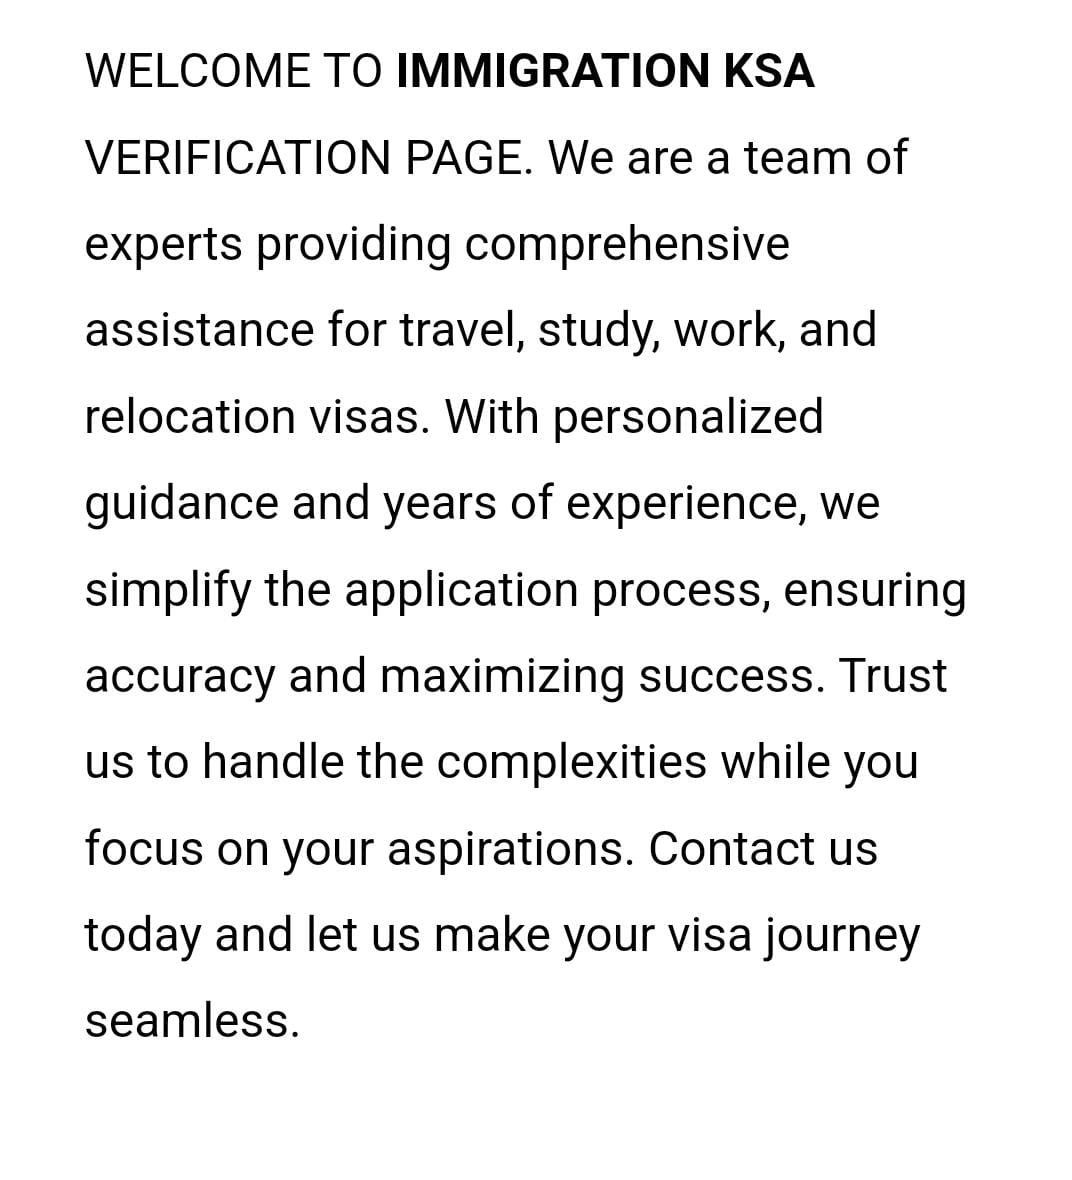 WELCOME TO IMMIGRATION KSA
VERIFICATION PAGE. We are a team of
experts providing comprehensive
assistance for travel, study, work, and
relocation visas. With personalized
guidance and years of experience, we
simplify the application process, ensuring
accuracy and maximizing success. Trust
us to handle the complexities while you
focus on your aspirations. Contact us
today and let us make your visa journey
seamless.